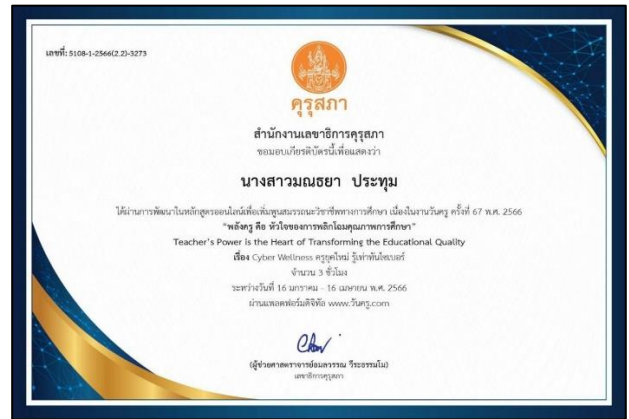 เลขที่: 5108-1-2566(2.2)-3273
คุรุสภา
สำนักงานเลขาธิการคุรุสภา
ขอมอบเกียรติบัตรนี้เพื่อแสดงว่า
นางสาวมณธยา ประทุม
ได้ผ่านการพัฒนาในหลักสูตรออนไลน์เพื่อเพิ่มพูนสมรรถนะวิชาชีพทางการศึกษา เนื่องในงานวันครู ครั้งที่ 67 พ.ศ. 2566
"พลังครู คือ หัวใจของการพลิกโฉมคุณภาพการศึกษา"
Teacher's Power is the Heart of Transforming the Educational Quality
เรื่อง Cyber Wellness ครูยุคใหม่ รู้เท่าทันไซเบอร์
จำนวน 3 ชั่วโมง
ระหว่างวันที่ 16 มกราคม - 16 เมษายน พ.ศ. 2566
ผ่านแพลตฟอร์มดิจิทัล www.วันครู.com
(ผู้ช่วยศาสตราจารย์อมลวรรณ วีระธรรมโม)
เลขาธิการคุรุสภา